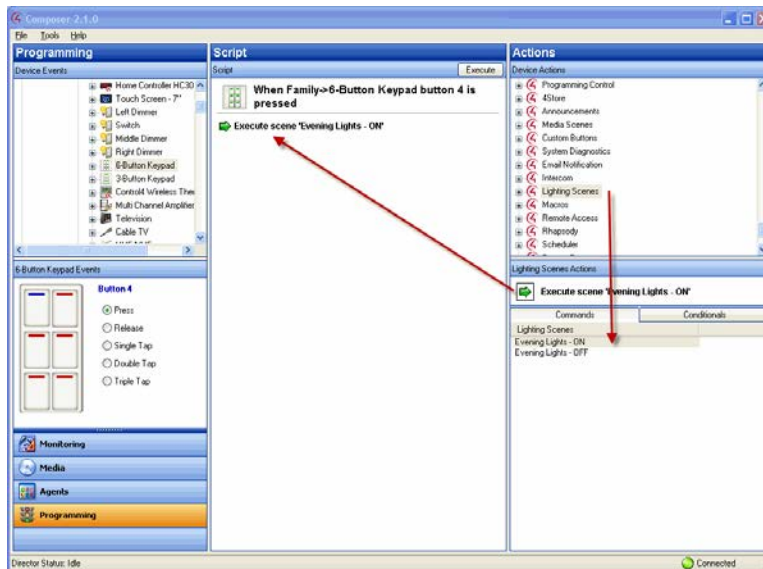 Composer 2.1.0
File Tools Help
Programming
Device Events
Home Controller HC30
Touch Screen - 7"
Left Dimmer
Switch
Middle Dimmer
Right Dimmer
6-Button Keypad
3-Button Keypad
Control4 Wireless Ther
Multi Channel Amplifier
Television
Cable TV
6-Button Keypad Events
Button 4
Press
Release
Single Tap
Double Tap
Triple Tap
Monitoring
Media
Agents
Programming
Script
Script Execute
When Family->6-Button Keypad button 4 is
pressed
Execute scene 'Evening Lights - ON'
Actions
Device Actions
Programming Control
4Store
Announcements
Media Scenes
Custom Buttons
System Diagnostics
Email Notification
Intercom
Lighting Scenes
Macros
Remote Access
Rhapsody
Scheduler
Lighting Scenes Actions
Execute scene 'Evening Lights - ON'
Commands Conditionals
Lighting Scenes
Evening Lights - ON
Evening Lights - OFF
Director Status: Idle
Connected